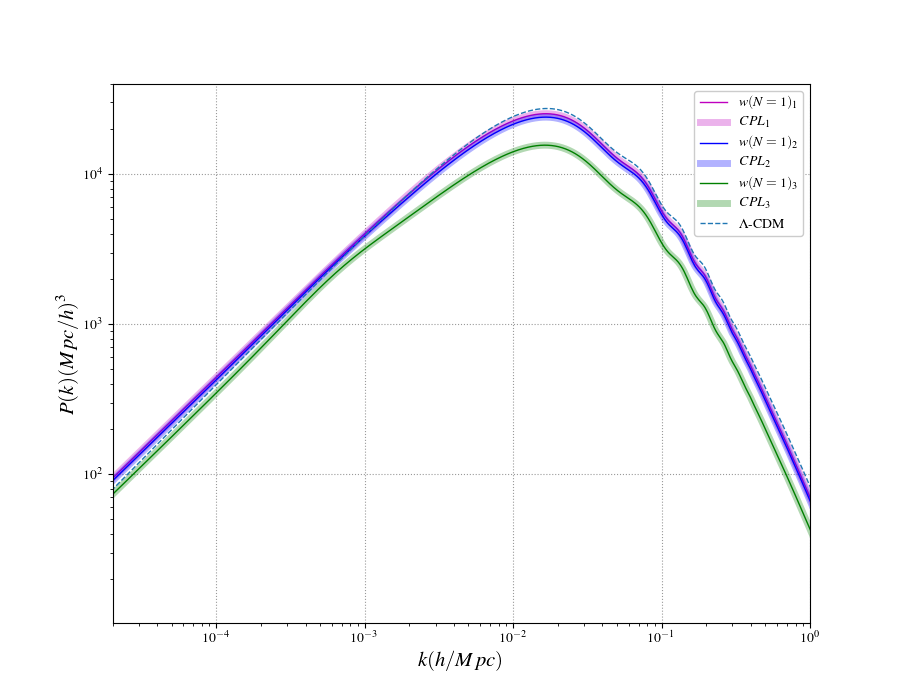 w(N = 1)₁
CPL₁
w(N = 1)₂
CPL₂
w(N = 1)₃
CPL₃
Λ-CDM
P(k)(Mpc/h)³
10⁴
10³
10²
10⁻⁴ 10⁻³ 10⁻² 10⁻¹ 10⁰
k(h/Mpc)